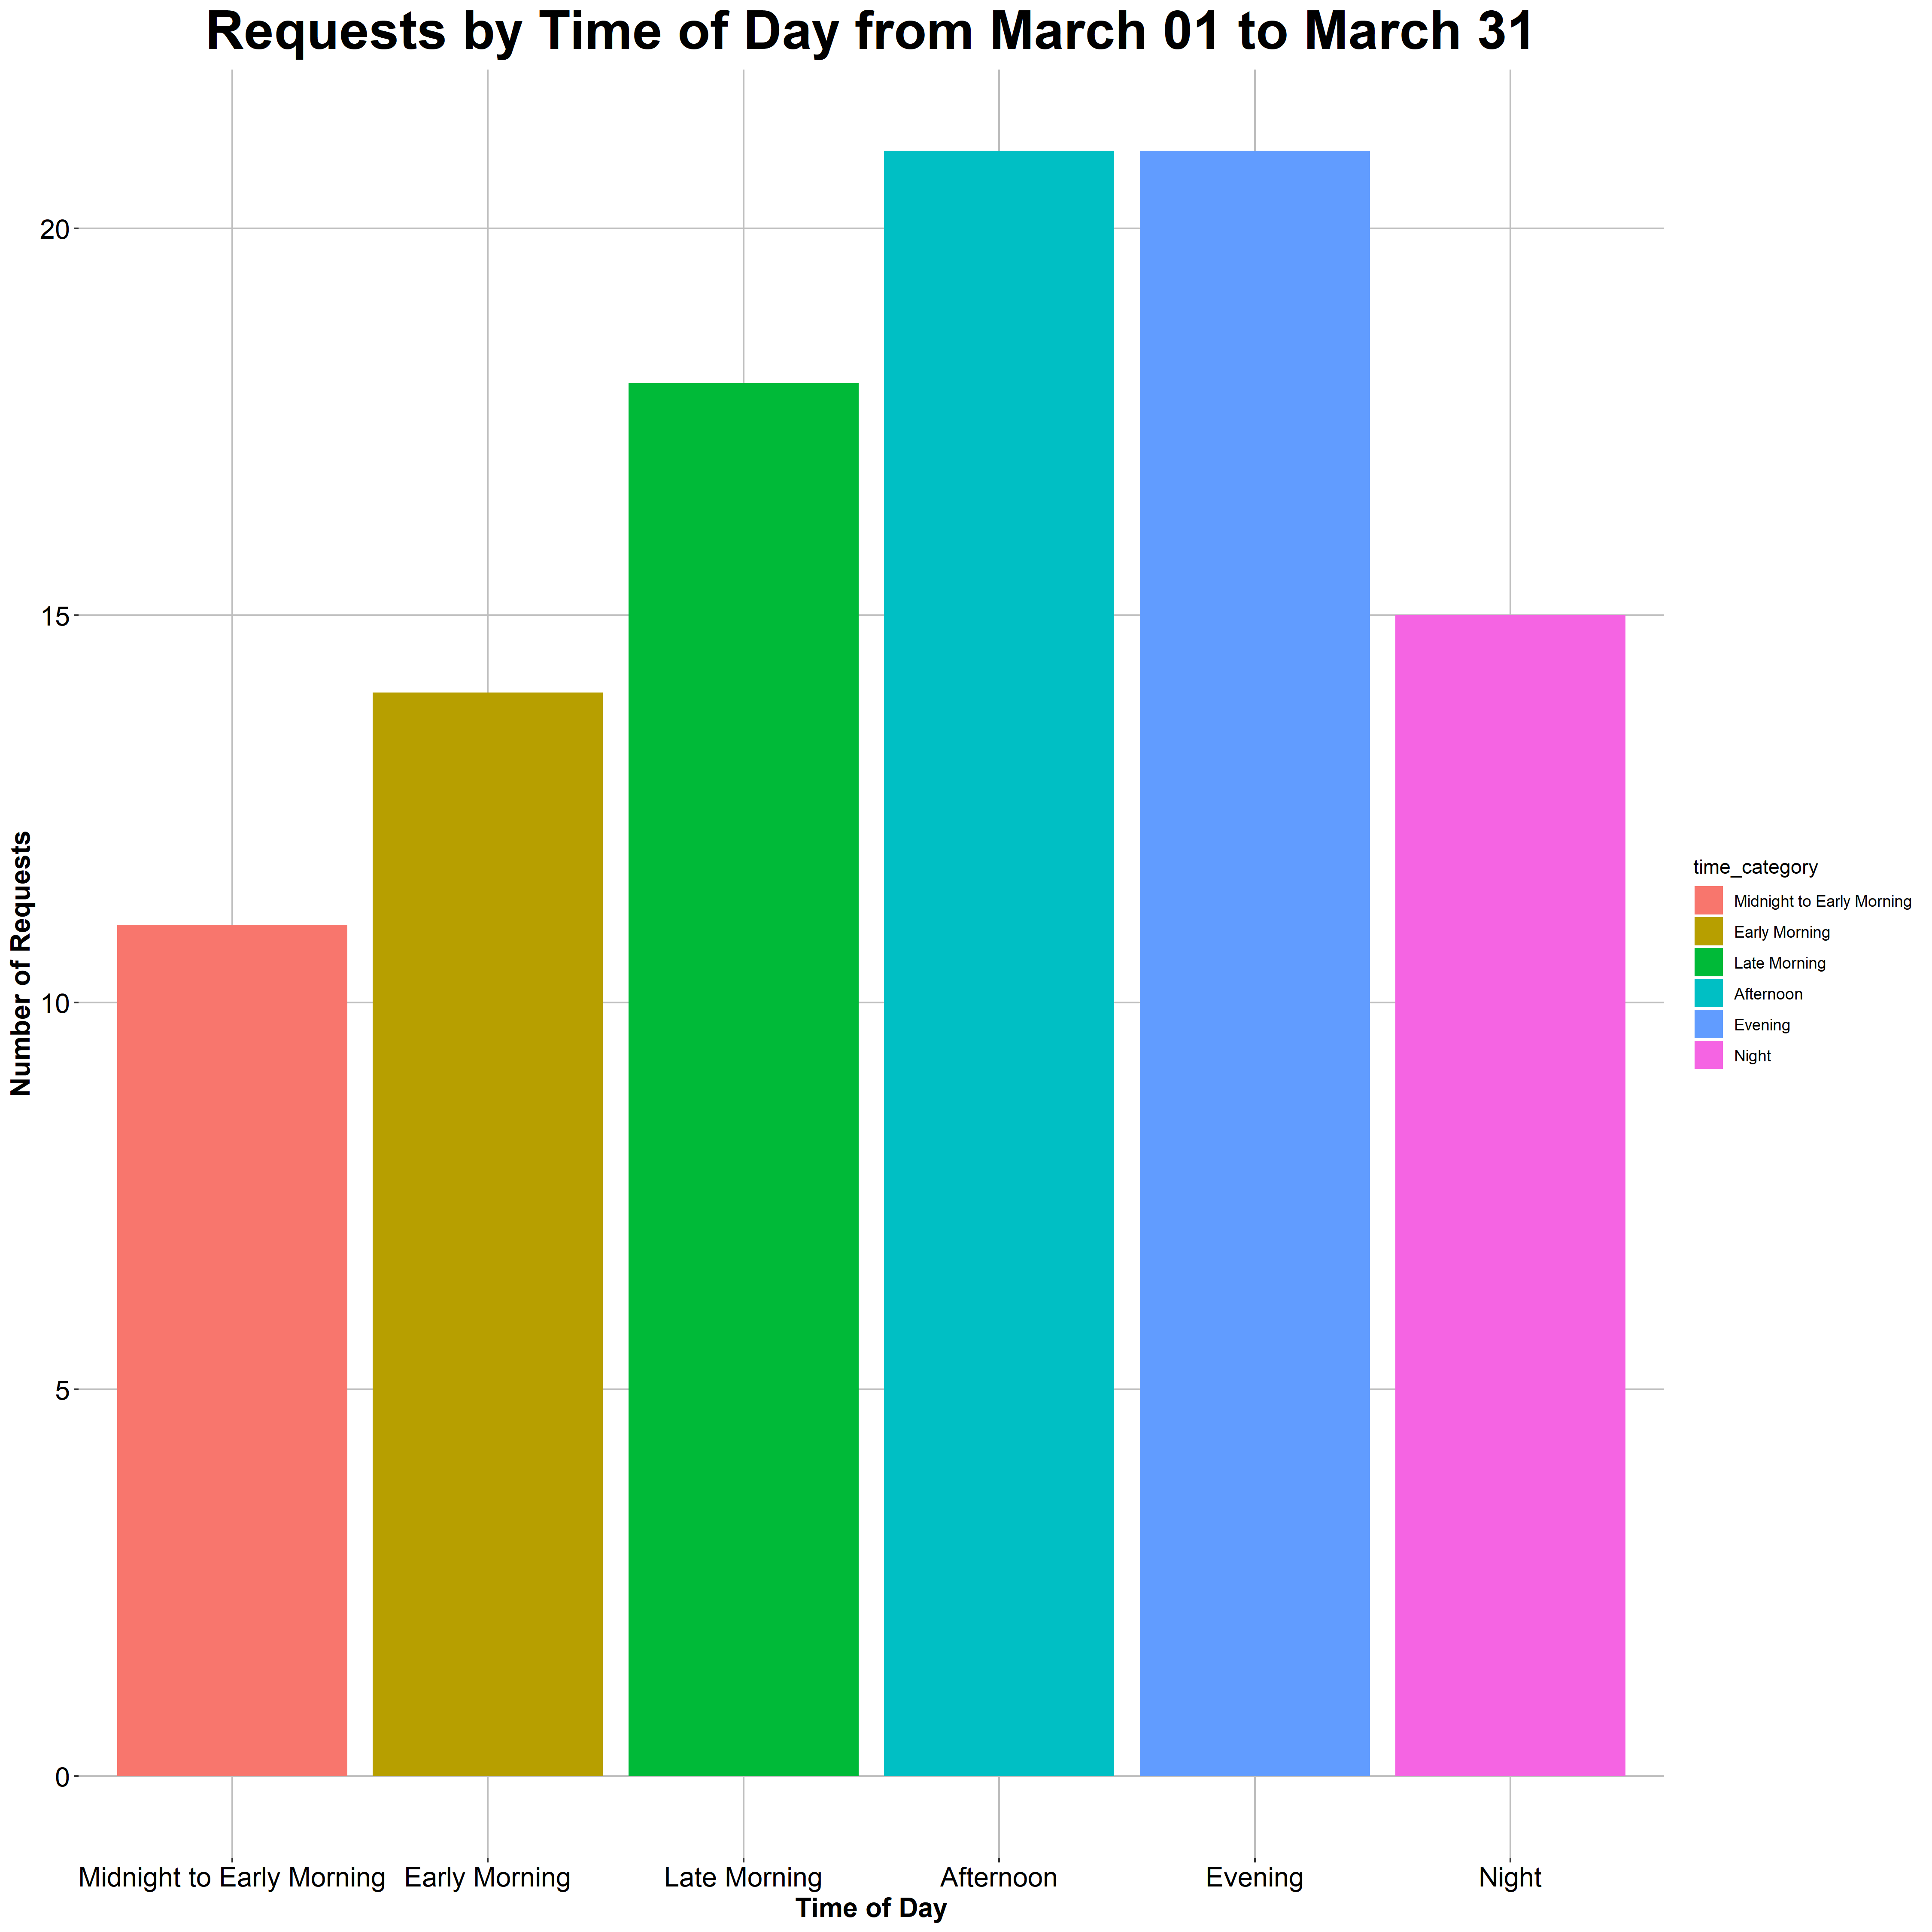 Requests by Time of Day from March 01 to March 31
Number of Requests
20
15
10
5
0
Midnight to Early Morning
Early Morning
Late Morning
Afternoon
Evening
Night
Time of Day
time_category
Midnight to Early Morning
Early Morning
Late Morning
Afternoon
Evening
Night